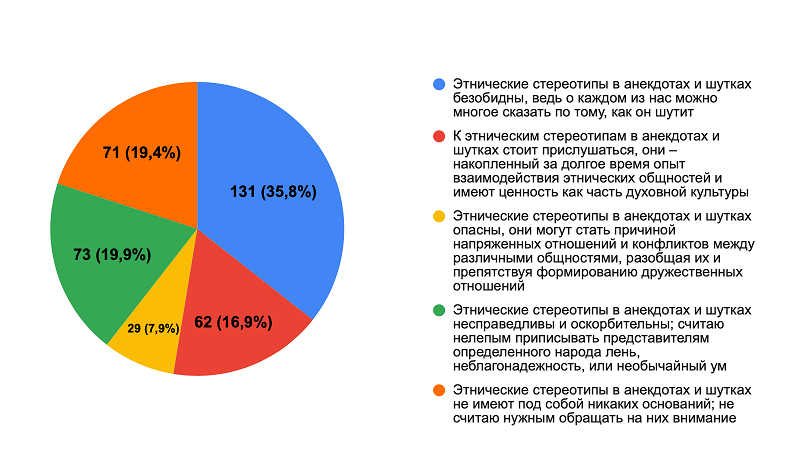 131 (35,8%)
62 (16,9%)
29 (7,9%)
73 (19,9%)
71 (19,4%)
Этнические стереотипы в анекдотах и шутках
безобидны, ведь о каждом из нас можно
многое сказать по тому, как он шутит
К этническим стереотипам в анекдотах и
шутках стоит прислушаться, они –
накопленный за долгое время опыт
взаимодействия этнических общностей и
имеют ценность как часть духовной культуры
Этнические стереотипы в анекдотах и шутках
опасны, они могут стать причиной
напряженных отношений и конфликтов между
различными общностями, разобщая их и
препятствуя формированию дружественных
отношений
Этнические стереотипы в анекдотах и шутках
несправедливы и оскорбительны; считаю
нелепым приписывать представителям
определенного народа лень,
неблагонадежность, или необычайный ум
Этнические стереотипы в анекдотах и шутках
не имеют под собой никаких оснований; не
считаю нужным обращать на них внимание